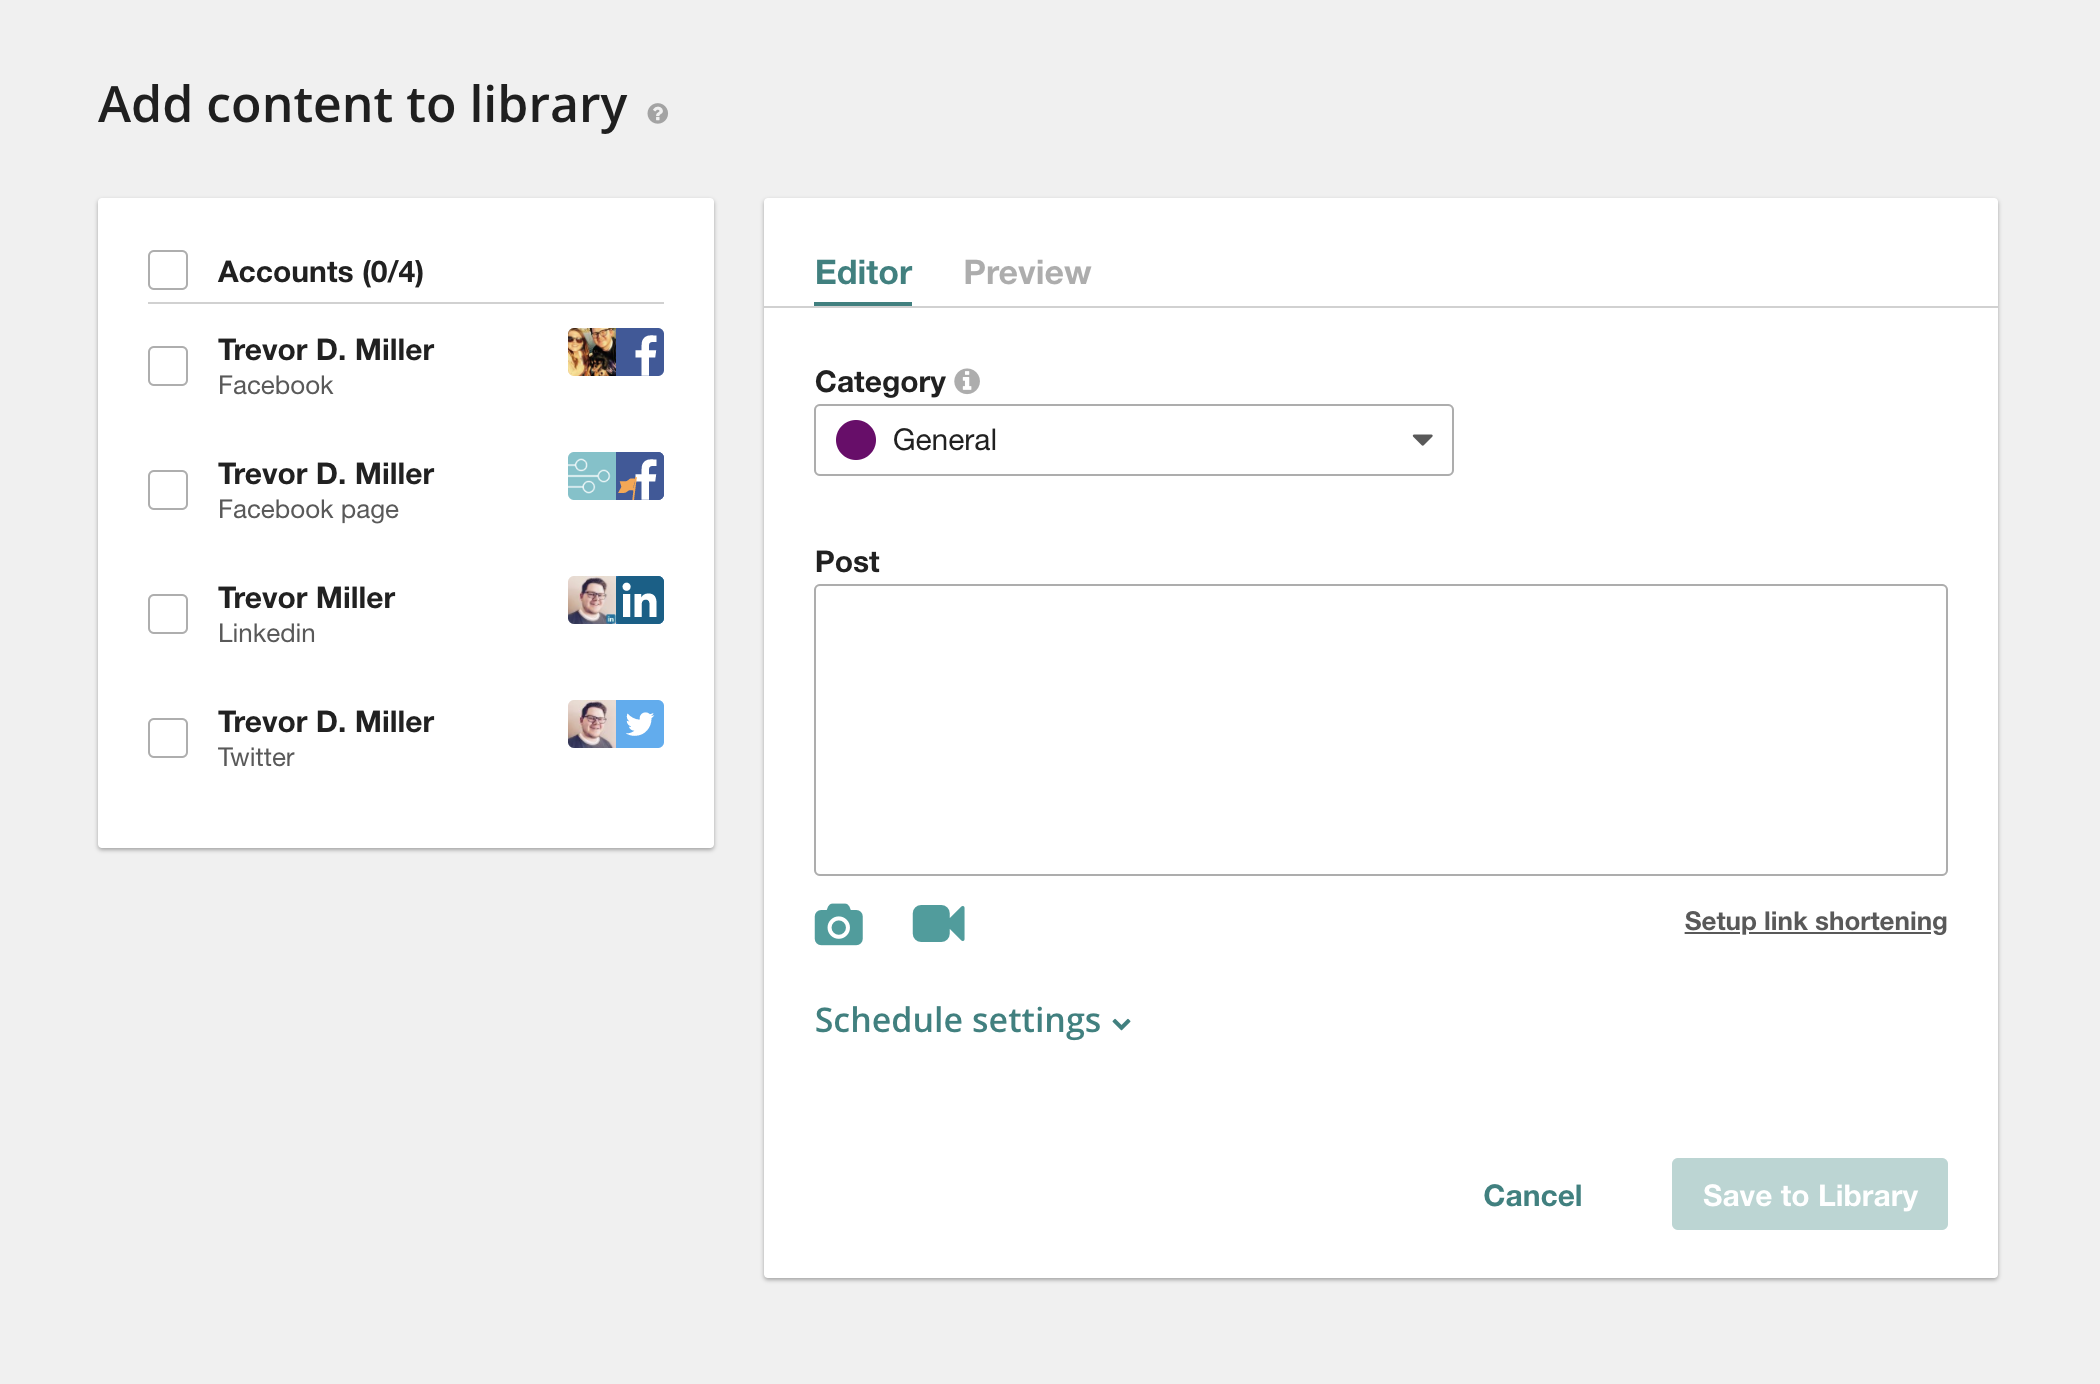 Add content to library
Accounts (0/4)
Trevor D. Miller
Facebook
Trevor D. Miller
Facebook page
Trevor Miller
Linkedin
Trevor D. Miller
Twitter
Editor Preview
Category
General
Post
Setup link shortening
Schedule settings
Cancel Save to Library